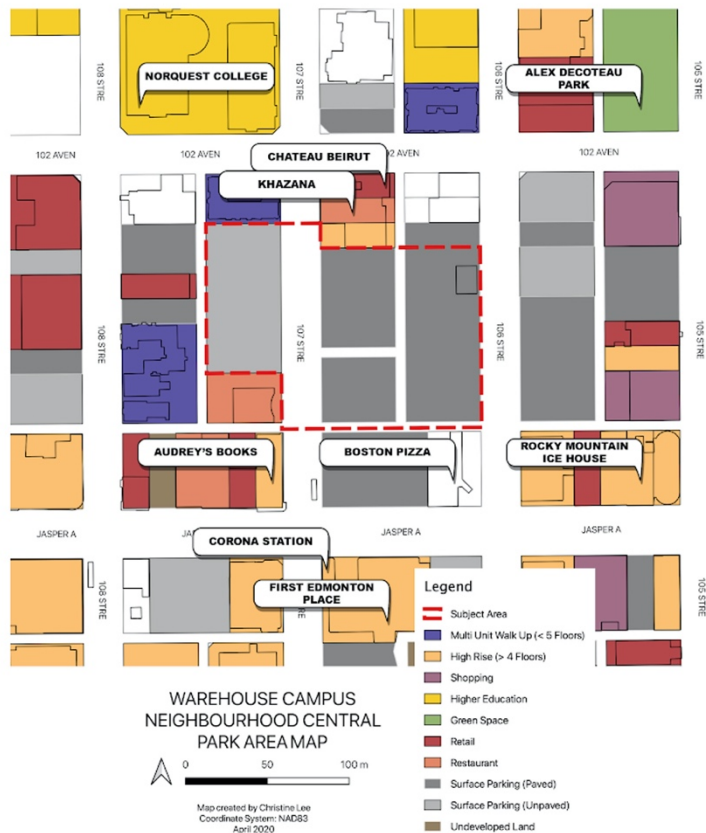 NORQUEST COLLEGE
ALEX DECOTEAU
PARK
108 STRE
107 STRE
106 STRE
105 STRE
102 AVEN
102 AVEN
102 AVEN
CHATEAU BEIRUT
KHAZANA
108 STRE
107 STRE
106 STRE
105 STRE
AUDREY'S BOOKS
BOSTON PIZZA
ROCKY MOUNTAIN
ICE HOUSE
JASPER A
JASPER A
JASPER A
CORONA STATION
FIRST EDMONTON
PLACE
108 STRE
105 STRE
Legend
Subject Area
Multi Unit Walk Up (< 5 Floors)
High Rise (> 4 Floors)
Shopping
Higher Education
Green Space
Retail
Restaurant
Surface Parking (Paved)
Surface Parking (Unpaved)
Undeveloped Land
WAREHOUSE CAMPUS
NEIGHBOURHOOD CENTRAL
PARK AREA MAP
0 50 100 m
Map created by Christine Lee
Coordinate System: NAD83
April 2020